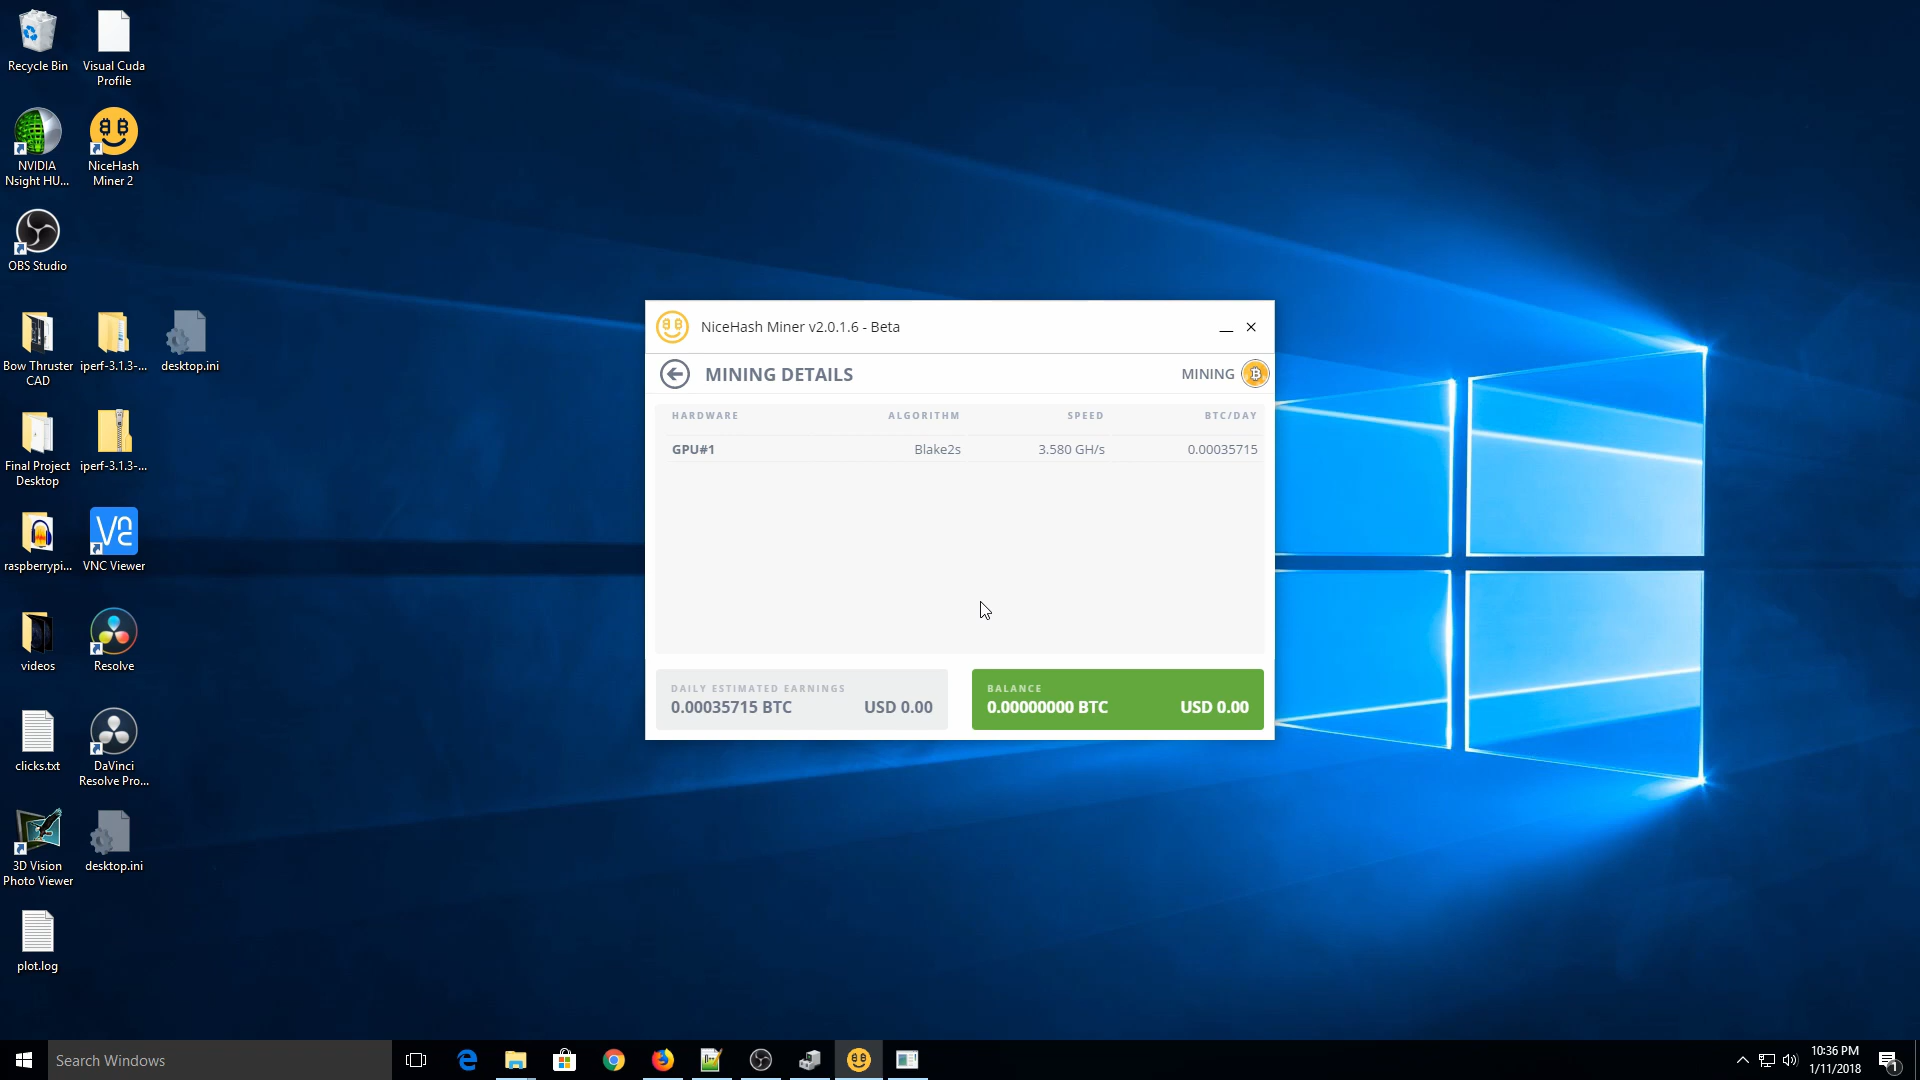 Recycle Bin
Visual Cuda
Profile
NVIDIA
Nsight HU...
NiceHash
Miner 2
OBS Studio
Bow Thruster
CAD
iperf-3.1.3-...
desktop.ini
Final Project
Desktop
iperf-3.1.3-...
raspberrypi...
VNC Viewer
videos
Resolve
clicks.txt
DaVinci
Resolve Pro...
3D Vision
Photo Viewer
desktop.ini
plot.log
NiceHash Miner v2.0.1.6 - Beta
MINING DETAILS
MINING
HARDWARE ALGORITHM SPEED BTC/DAY
GPU#1 Blake2s 3.580 GH/s 0.00035715
DAILY ESTIMATED EARNINGS
0.00035715 BTC USD 0.00
BALANCE
0.00000000 BTC USD 0.00
Search Windows
10:36 PM
1/11/2018
1